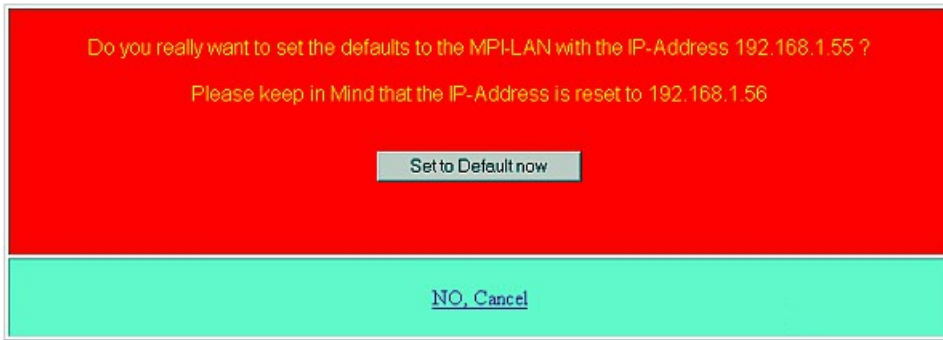 Do you really want to set the defaults to the MPI-LAN with the IP-Address 192.168.1.55 ?
Please keep in Mind that the IP-Address is reset to 192.168.1.56
Set to Default now
NO, Cancel